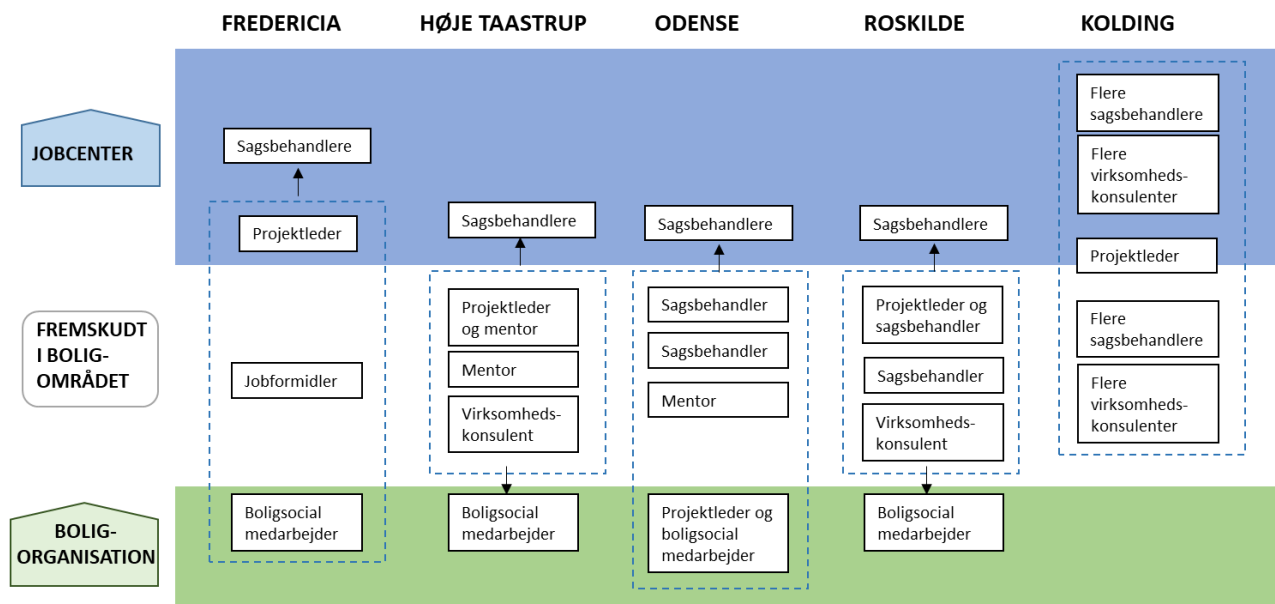 FREDERICIA
HØJE TAASTRUP
ODENSE
ROSKILDE
KOLDING
JOBCENTER
FREMSKUDT
I BOLIG-
OMRÅDET
BOLIG-
ORGANISATION
Sagsbehandlere
Projektleder
Jobformidler
Boligsocial
medarbejder
Sagsbehandlere
Projektleder
og mentor
Mentor
Virksomheds-
konsulent
Boligsocial
medarbejder
Sagsbehandlere
Sagsbehandler
Sagsbehandler
Mentor
Projektleder og
boligsocial
medarbejder
Sagsbehandlere
Projektleder og
sagsbehandler
Sagsbehandler
Virksomheds-
konsulent
Boligsocial
medarbejder
Flere
sagsbehandlere
Flere
virksomheds-
konsulenter
Projektleder
Flere
sagsbehandlere
Flere
virksomheds-
konsulenter